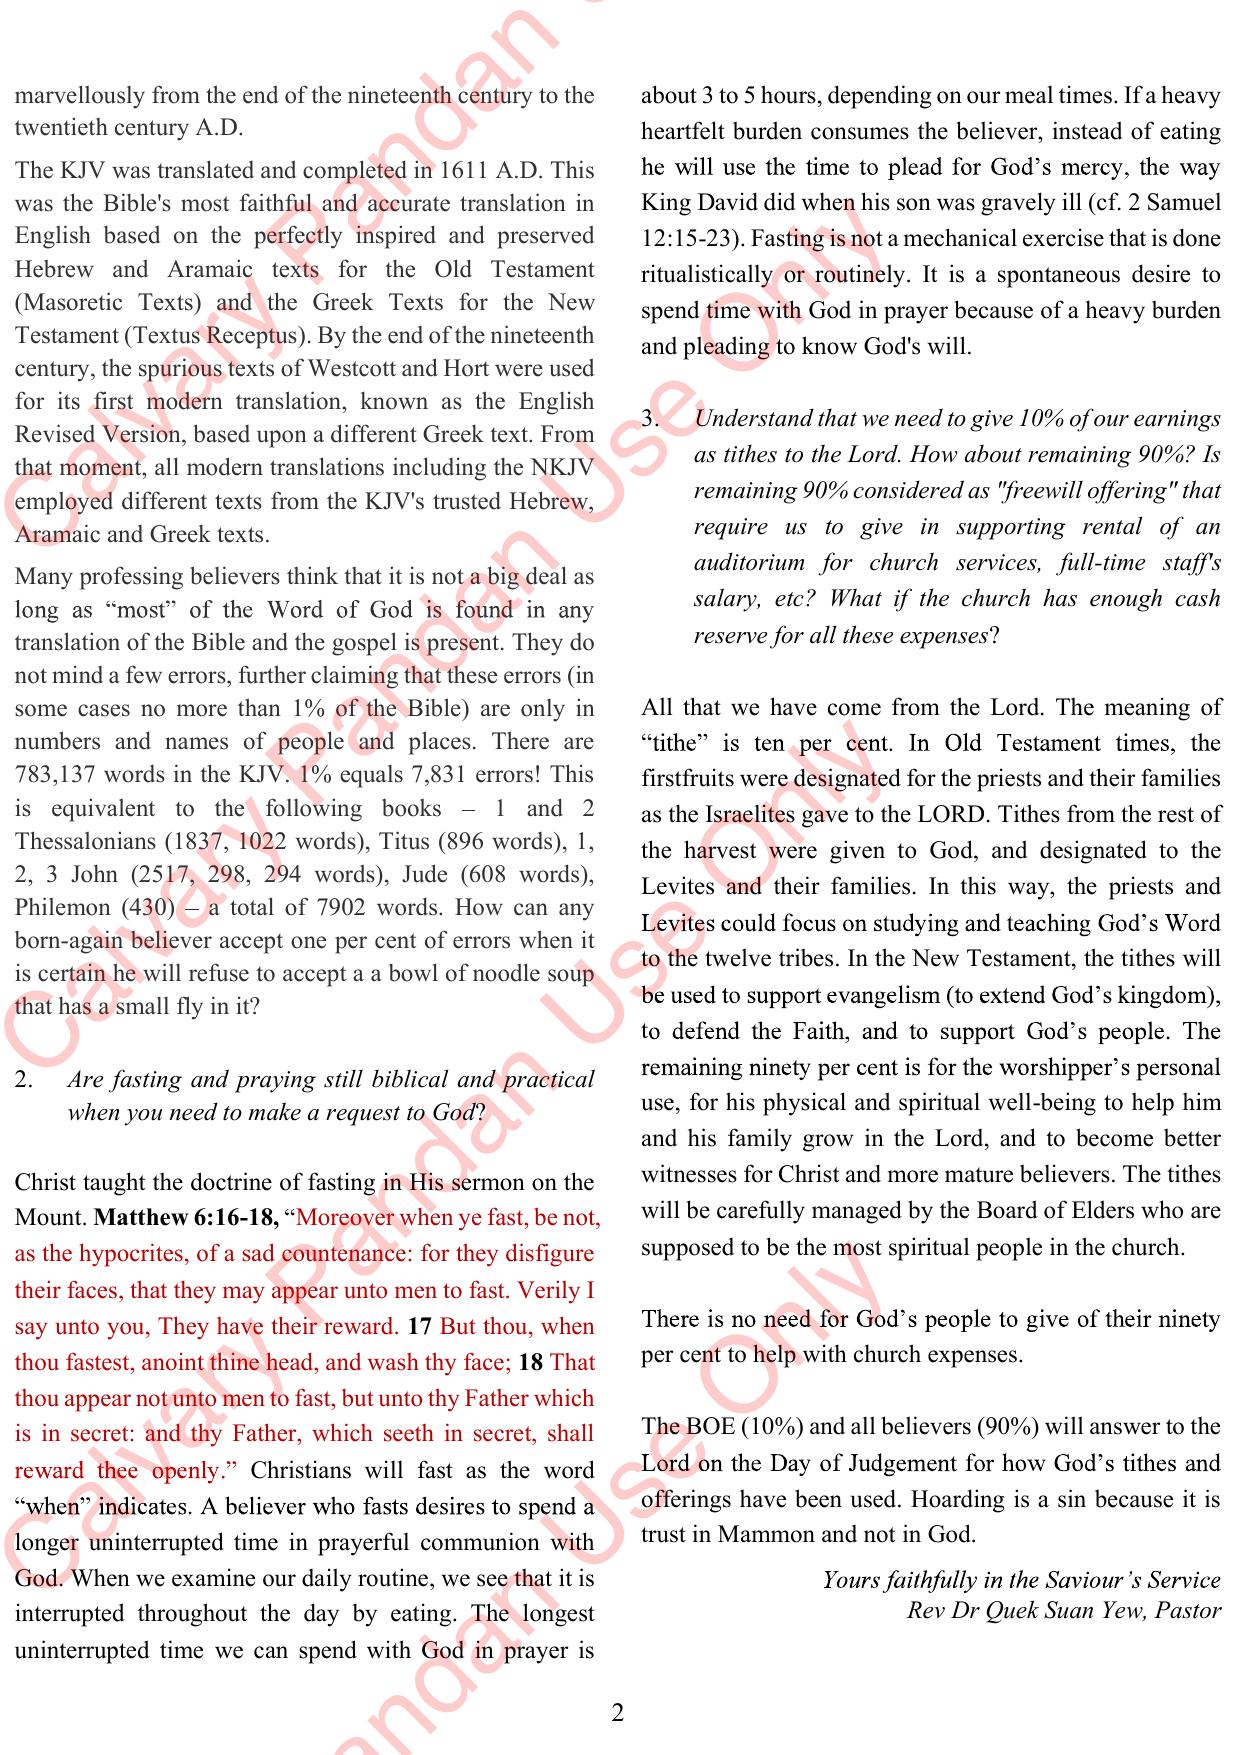 marvellously from the end of the nineteenth century to the
twentieth century A.D.
The KJV was translated and completed in 1611 A.D. This
was the Bible's most faithful and accurate translation in
English based on the perfectly inspired and preserved
Hebrew and Aramaic texts for the Old Testament
(Masoretic Texts) and the Greek Texts for the New
Testament (Textus Receptus). By the end of the nineteenth
century, the spurious texts of Westcott and Hort were used
for its first modern translation, known as the English
Revised Version, based upon a different Greek text. From
that moment, all modern translations including the NKJV
employed different texts from the KJV's trusted Hebrew,
Aramaic and Greek texts.
Many professing believers think that it is not a big deal as
long as “most” of the Word of God is found in any
translation of the Bible and the gospel is present. They do
not mind a few errors, further claiming that these errors (in
some cases no more than 1% of the Bible) are only in
numbers and names of people and places. There are
783,137 words in the KJV. 1% equals 7,831 errors! This
is equivalent to the following books – 1 and 2
Thessalonians (1837, 1022 words), Titus (896 words), 1,
2, 3 John (2517, 298, 294 words), Jude (608 words),
Philemon (430) – a total of 7902 words. How can any
born-again believer accept one per cent of errors when it
is certain he will refuse to accept a a bowl of noodle soup
that has a small fly in it?
2. Are fasting and praying still biblical and practical
when you need to make a request to God?
Christ taught the doctrine of fasting in His sermon on the
Mount. Matthew 6:16-18, “Moreover when ye fast, be not,
as the hypocrites, of a sad countenance: for they disfigure
their faces, that they may appear unto men to fast. Verily I
say unto you, They have their reward. 17 But thou, when
thou fastest, anoint thine head, and wash thy face; 18 That
thou appear not unto men to fast, but unto thy Father which
is in secret: and thy Father, which seeth in secret, shall
reward thee openly.” Christians will fast as the word
“when” indicates. A believer who fasts desires to spend a
longer uninterrupted time in prayerful communion with
God. When we examine our daily routine, we see that it is
interrupted throughout the day by eating. The longest
uninterrupted time we can spend with God in prayer is
about 3 to 5 hours, depending on our meal times. If a heavy
heartfelt burden consumes the believer, instead of eating
he will use the time to plead for God’s mercy, the way
King David did when his son was gravely ill (cf. 2 Samuel
12:15-23). Fasting is not a mechanical exercise that is done
ritualistically or routinely. It is a spontaneous desire to
spend time with God in prayer because of a heavy burden
and pleading to know God's will.
3. Understand that we need to give 10% of our earnings
as tithes to the Lord. How about remaining 90%? Is
remaining 90% considered as "freewill offering" that
require us to give in supporting rental of an
auditorium for church services, full-time staff's
salary, etc? What if the church has enough cash
reserve for all these expenses?
All that we have come from the Lord. The meaning of
“tithe” is ten per cent. In Old Testament times, the
firstfruits were designated for the priests and their families
as the Israelites gave to the LORD. Tithes from the rest of
the harvest were given to God, and designated to the
Levites and their families. In this way, the priests and
Levites could focus on studying and teaching God’s Word
to the twelve tribes. In the New Testament, the tithes will
be used to support evangelism (to extend God’s kingdom),
to defend the Faith, and to support God’s people. The
remaining ninety per cent is for the worshipper’s personal
use, for his physical and spiritual well-being to help him
and his family grow in the Lord, and to become better
witnesses for Christ and more mature believers. The tithes
will be carefully managed by the Board of Elders who are
supposed to be the most spiritual people in the church.
There is no need for God’s people to give of their ninety
per cent to help with church expenses.
The BOE (10%) and all believers (90%) will answer to the
Lord on the Day of Judgement for how God’s tithes and
offerings have been used. Hoarding is a sin because it is
trust in Mammon and not in God.
Yours faithfully in the Saviour’s Service
Rev Dr Quek Suan Yew, Pastor
2
Calvary Pandan Use Only
Calvary Pandan Use Only
Calvary Pandan Use Only